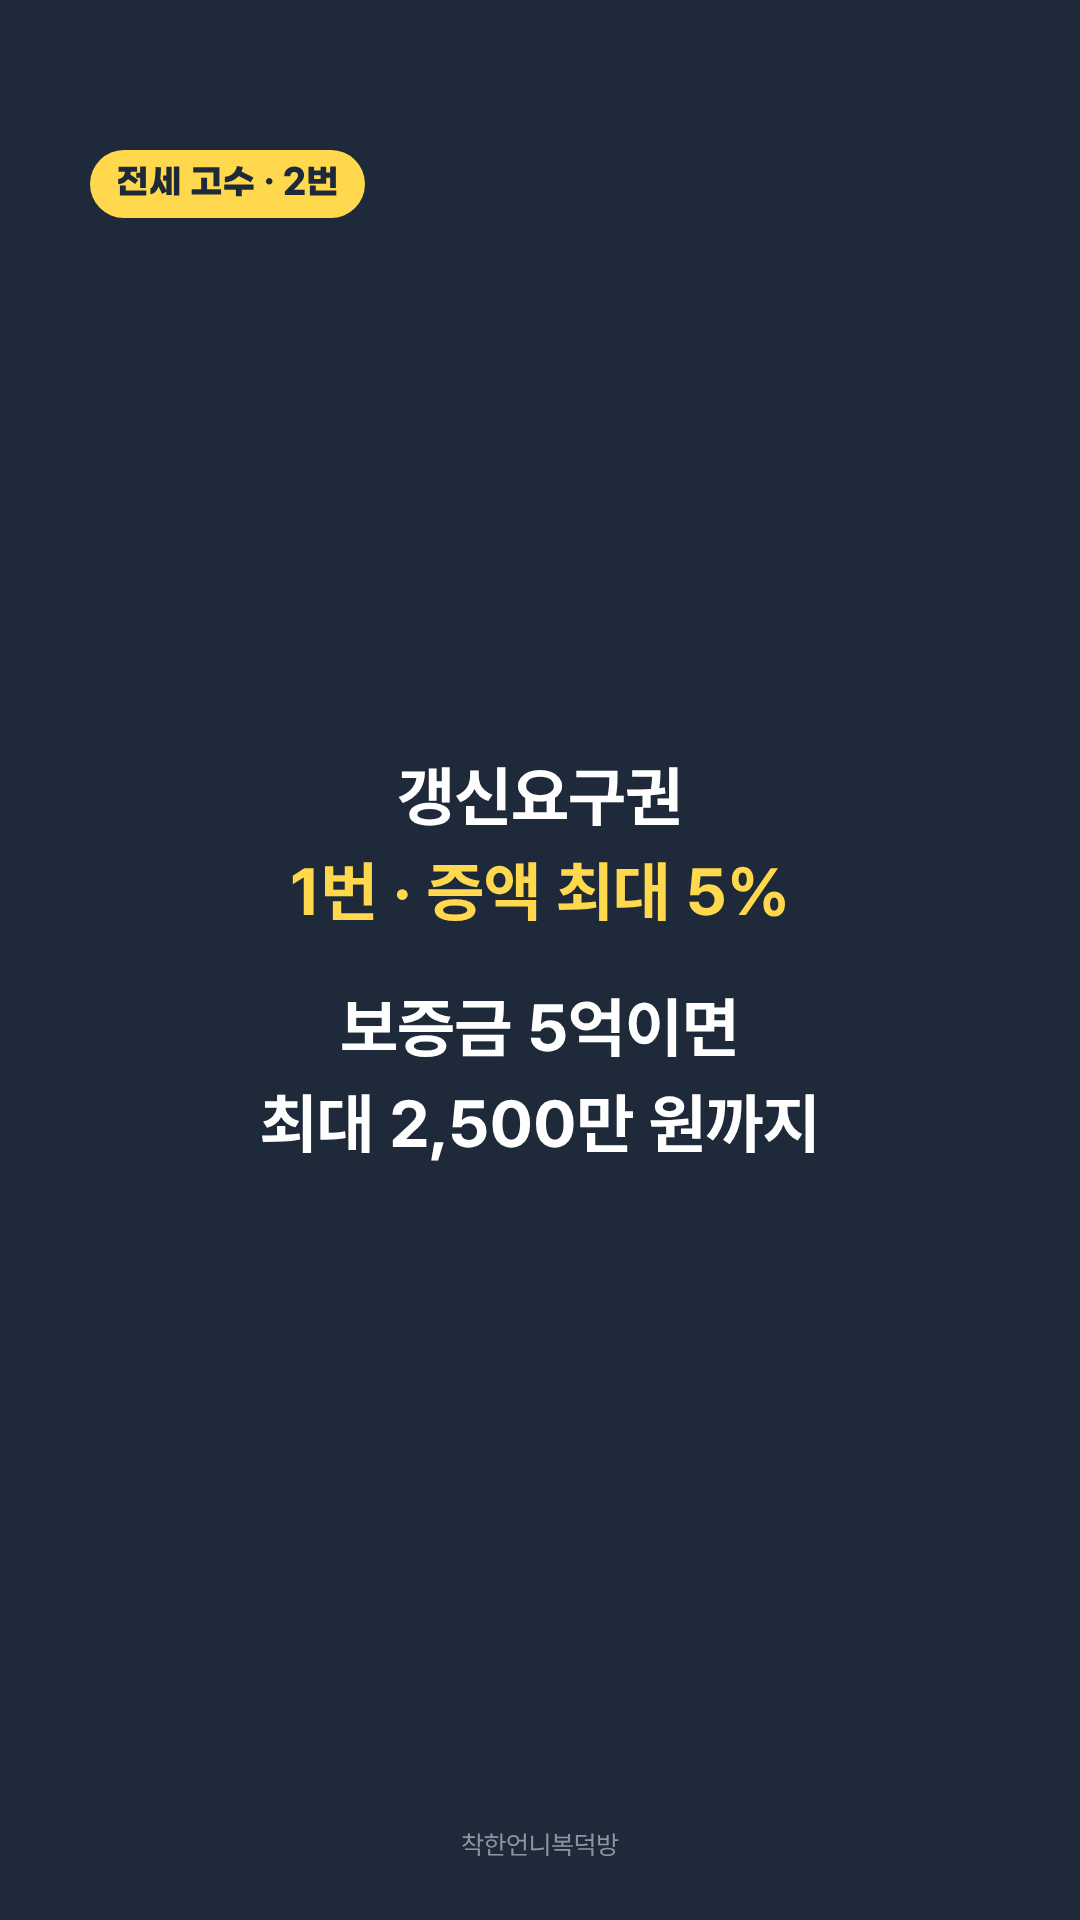 전세 고수 · 2번
갱신요구권
1번 · 증액 최대 5%
보증금 5억이면
최대 2,500만 원까지
착한언니복덕방